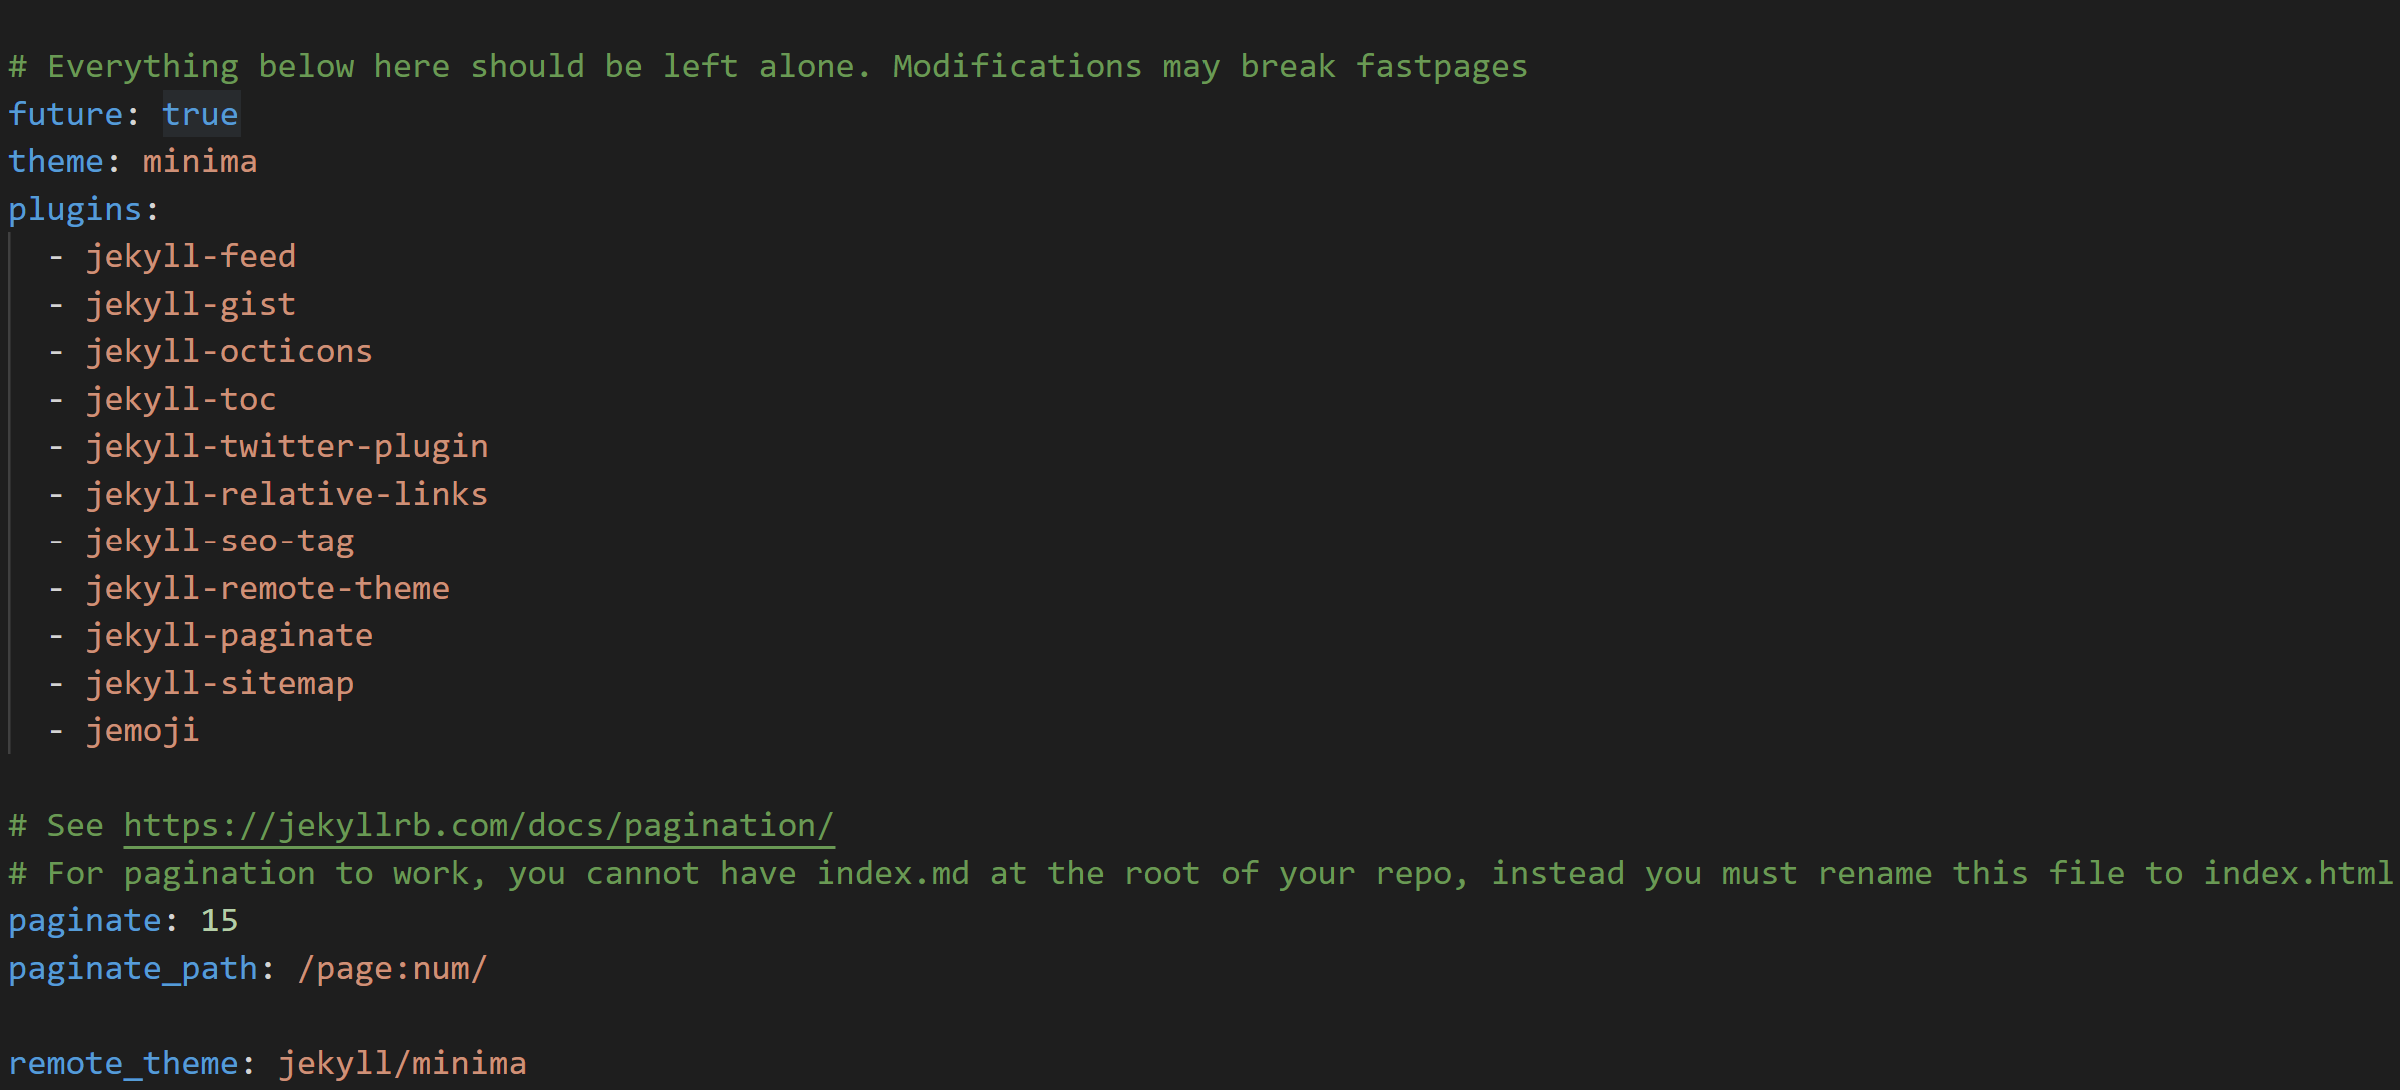 # Everything below here should be left alone. Modifications may break fastpages
future: true
theme: minima
plugins:
  - jekyll-feed
  - jekyll-gist
  - jekyll-octicons
  - jekyll-toc
  - jekyll-twitter-plugin
  - jekyll-relative-links
  - jekyll-seo-tag
  - jekyll-remote-theme
  - jekyll-paginate
  - jekyll-sitemap
  - jemoji
# See https://jekyllrb.com/docs/pagination/
# For pagination to work, you cannot have index.md at the root of your repo, instead you must rename this file to index.html
paginate: 15
paginate_path: /page:num/
remote_theme: jekyll/minima